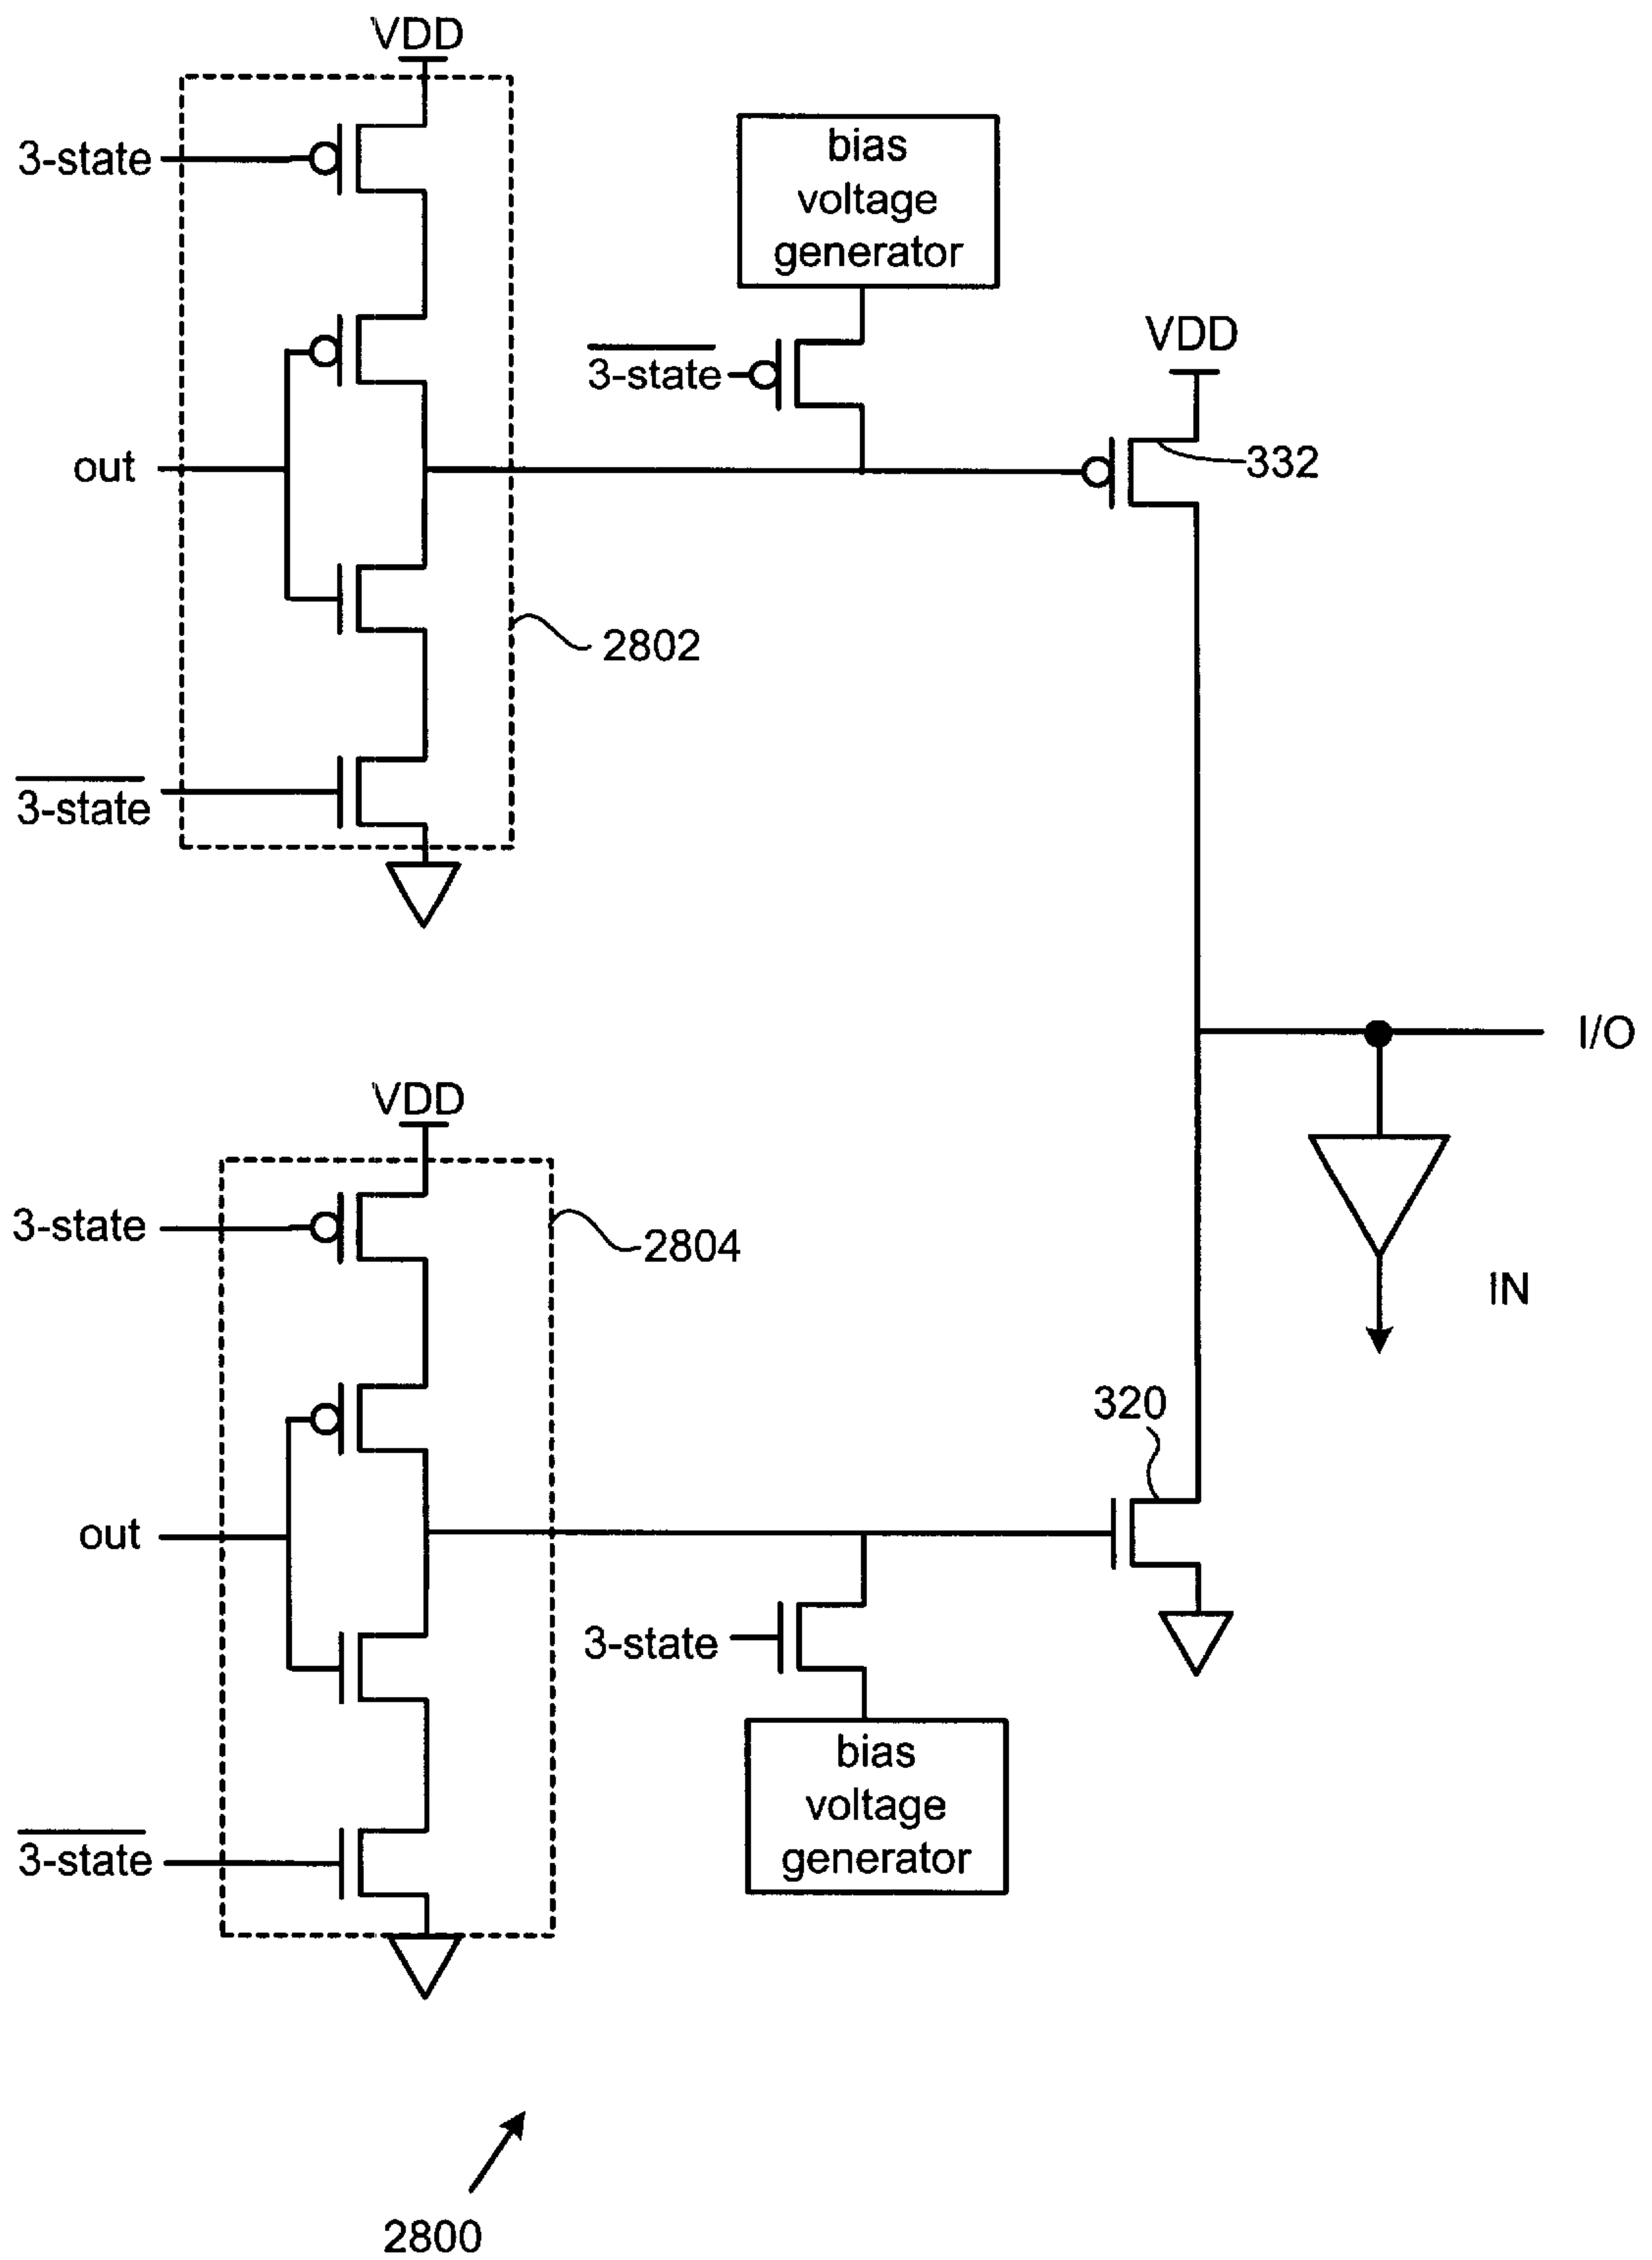 VDD
3-state
bias
voltage
generator
VDD
3-state
out
332
2802
3-state
I/O
VDD
3-state
2804
IN
320
out
3-state
bias
voltage
generator
3-state
2800